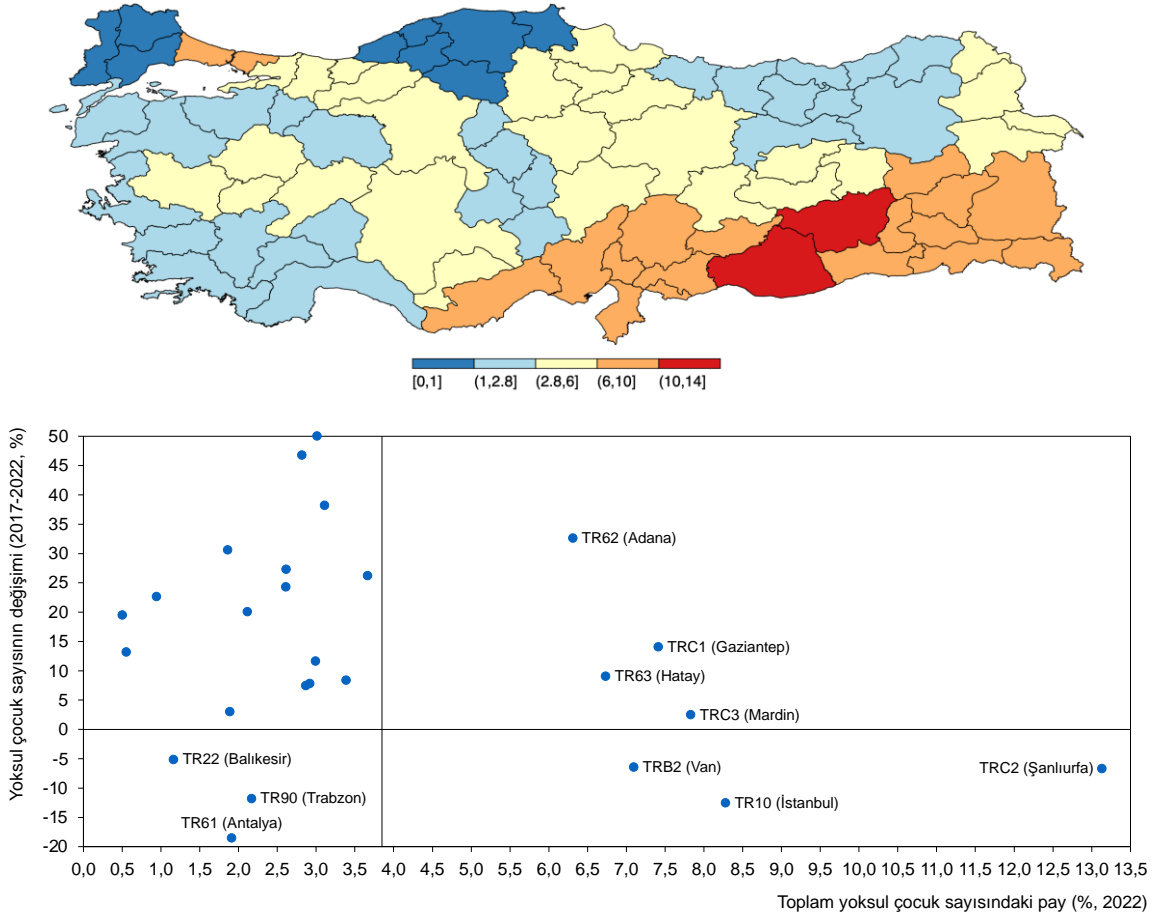 [0,1] (1,2.8] (2.8,6] (6,10] (10,14]
Yoksul çocuk sayısının değişimi (2017-2022, %)
50
45
40
35
30
25
20
15
10
5
0
-5
-10
-15
-20
TR62 (Adana)
TRC1 (Gaziantep)
TR63 (Hatay)
TRC3 (Mardin)
TR22 (Balıkesir)
TRB2 (Van)
TRC2 (Şanlıurfa)
TR90 (Trabzon)
TR10 (İstanbul)
TR61 (Antalya)
0,0 0,5 1,0 1,5 2,0 2,5 3,0 3,5 4,0 4,5 5,0 5,5 6,0 6,5 7,0 7,5 8,0 8,5 9,0 9,5 10,0 10,5 11,0 11,5 12,0 12,5 13,0 13,5
Toplam yoksul çocuk sayısındaki pay (%, 2022)